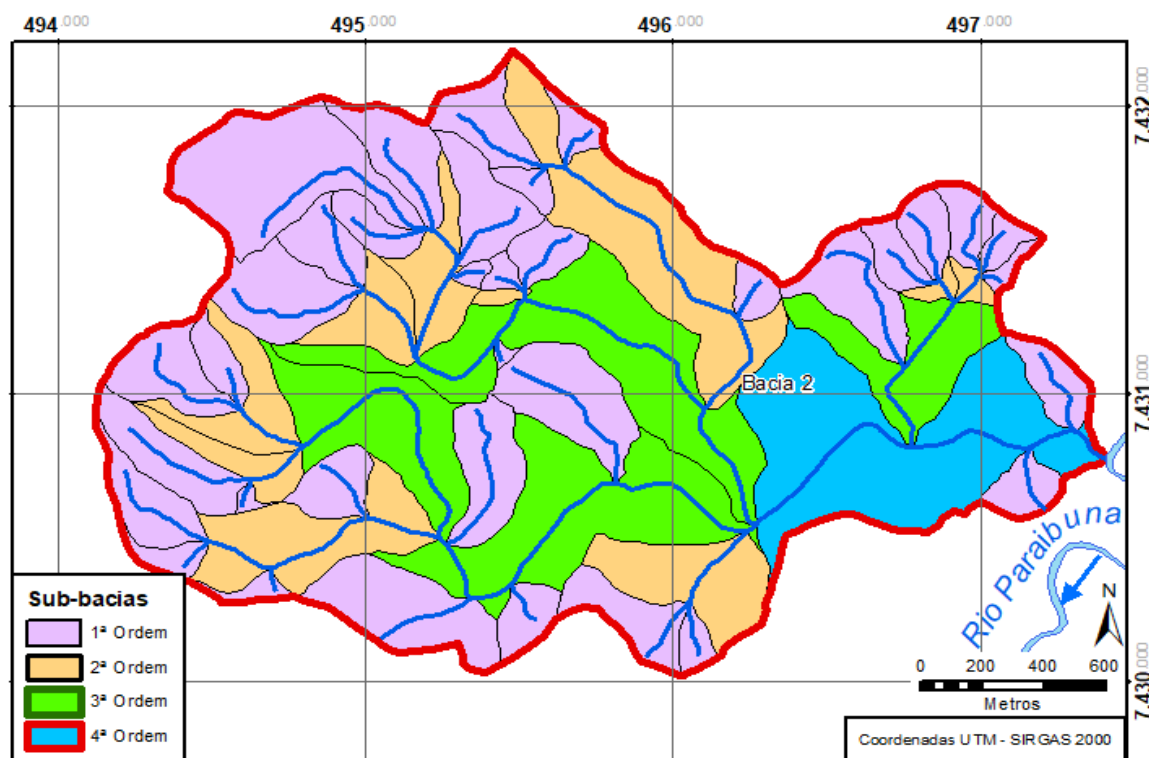 494.000 495.000 496.000 497.000
7.432.000
7.431.000
7.430.000
Bacia 2
Rio Paraibuna
N
Sub-bacias
1ª Ordem
2ª Ordem
3ª Ordem
4ª Ordem
0 200 400 600
Metros
Coordenadas UTM - SIRGAS 2000